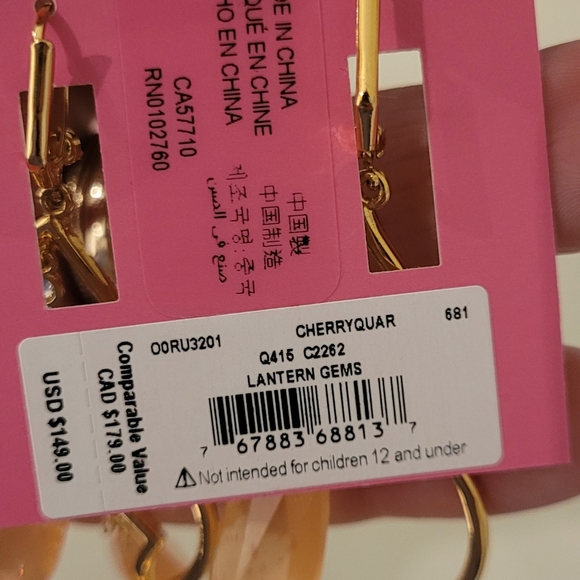 DE IN CHINA
QUÉ EN CHINE
HO EN CHINA
CA57710
RN0102760
中国製
中国制造
제조국명: 중국
صنع في الصين
O0RU3201
CHERRYQUAR
681
Q415 C2262
LANTERN GEMS
7 67883 68813 7
⚠ Not intended for children 12 and under
Comparable Value
CAD $179.00
USD $149.00